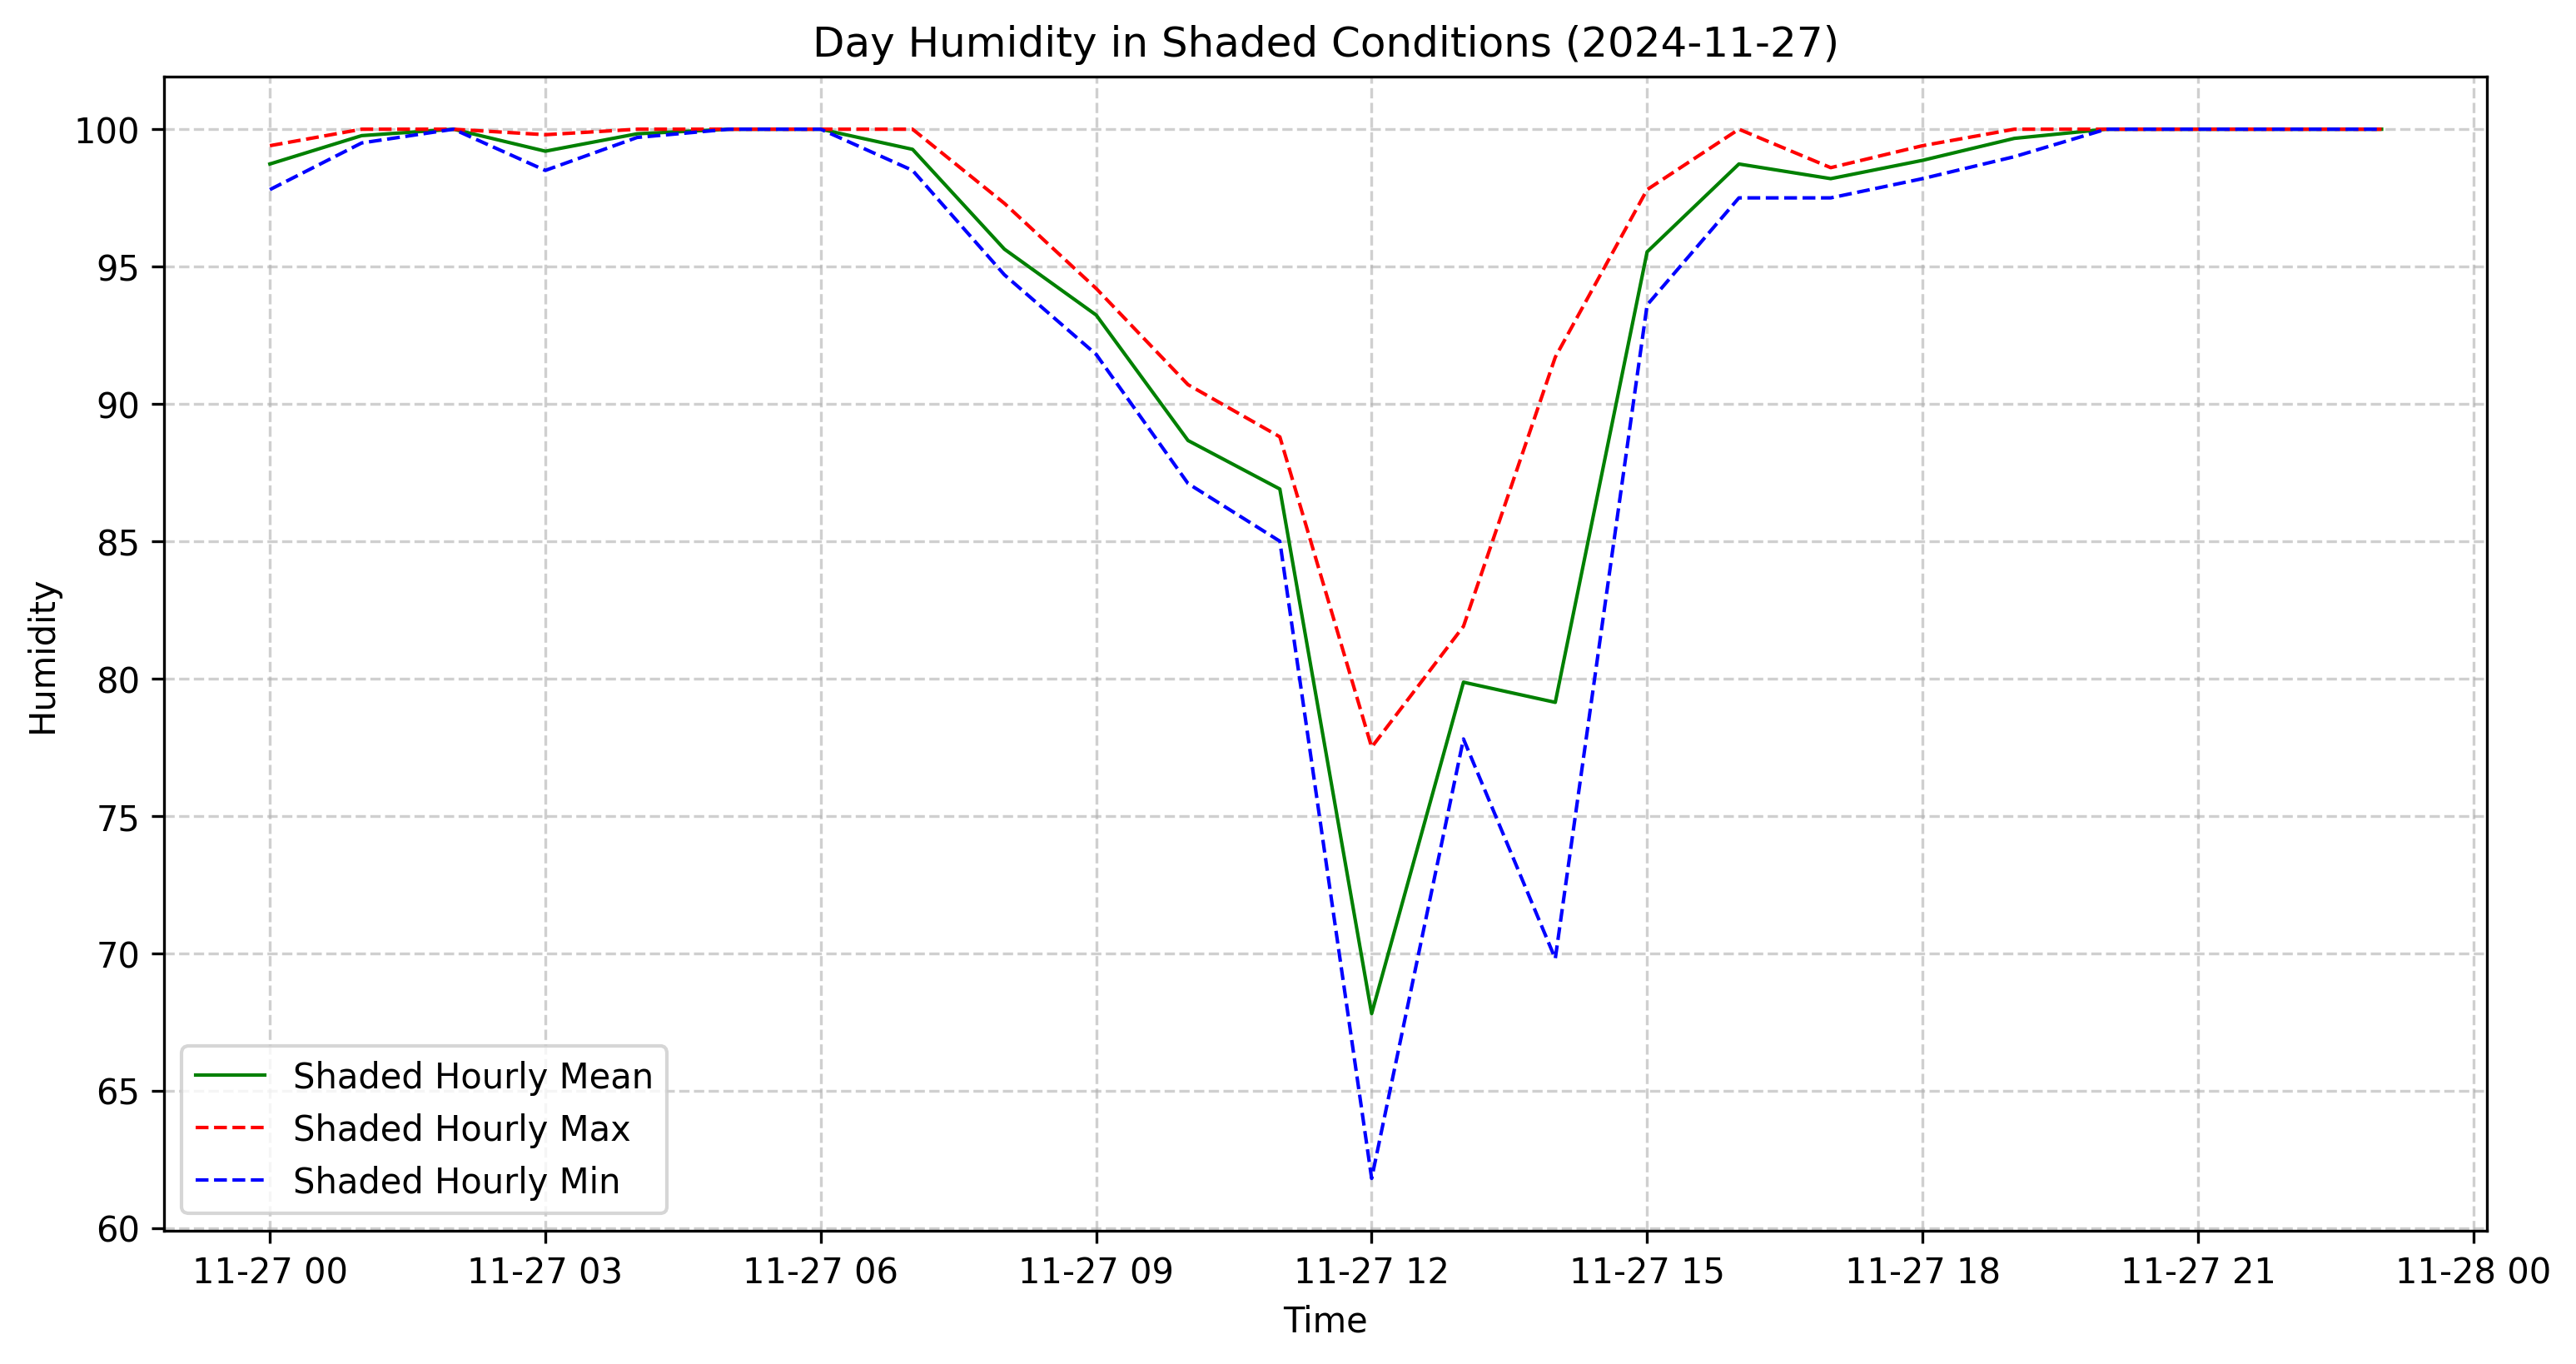 Day Humidity in Shaded Conditions (2024-11-27)
Humidity
100
95
90
85
80
75
70
65
60
Shaded Hourly Mean
Shaded Hourly Max
Shaded Hourly Min
11-27 00 11-27 03 11-27 06 11-27 09 11-27 12 11-27 15 11-27 18 11-27 21 11-28 00
Time